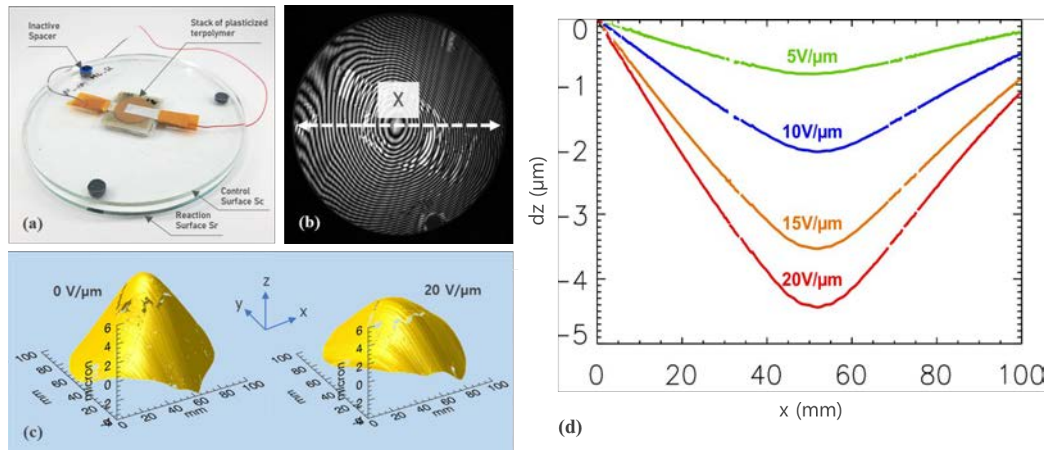 Inactive
Spacer
Stack of plasticized
terpolymer
Control
Surface Sc
Reaction
Surface Sr
(a)
X
(b)
0 V/µm
20 V/µm
z
y
x
6
4
2
0
micron
100
80
60
40
20
mm
0
20
40
60
80
100
mm
6
4
2
0
micron
100
80
60
40
20
mm
0
20
40
60
80
100
mm
(c)
0
−1
−2
−3
−4
−5
dz (µm)
5V/µm
10V/µm
15V/µm
20V/µm
0 20 40 60 80 100
x (mm)
(d)